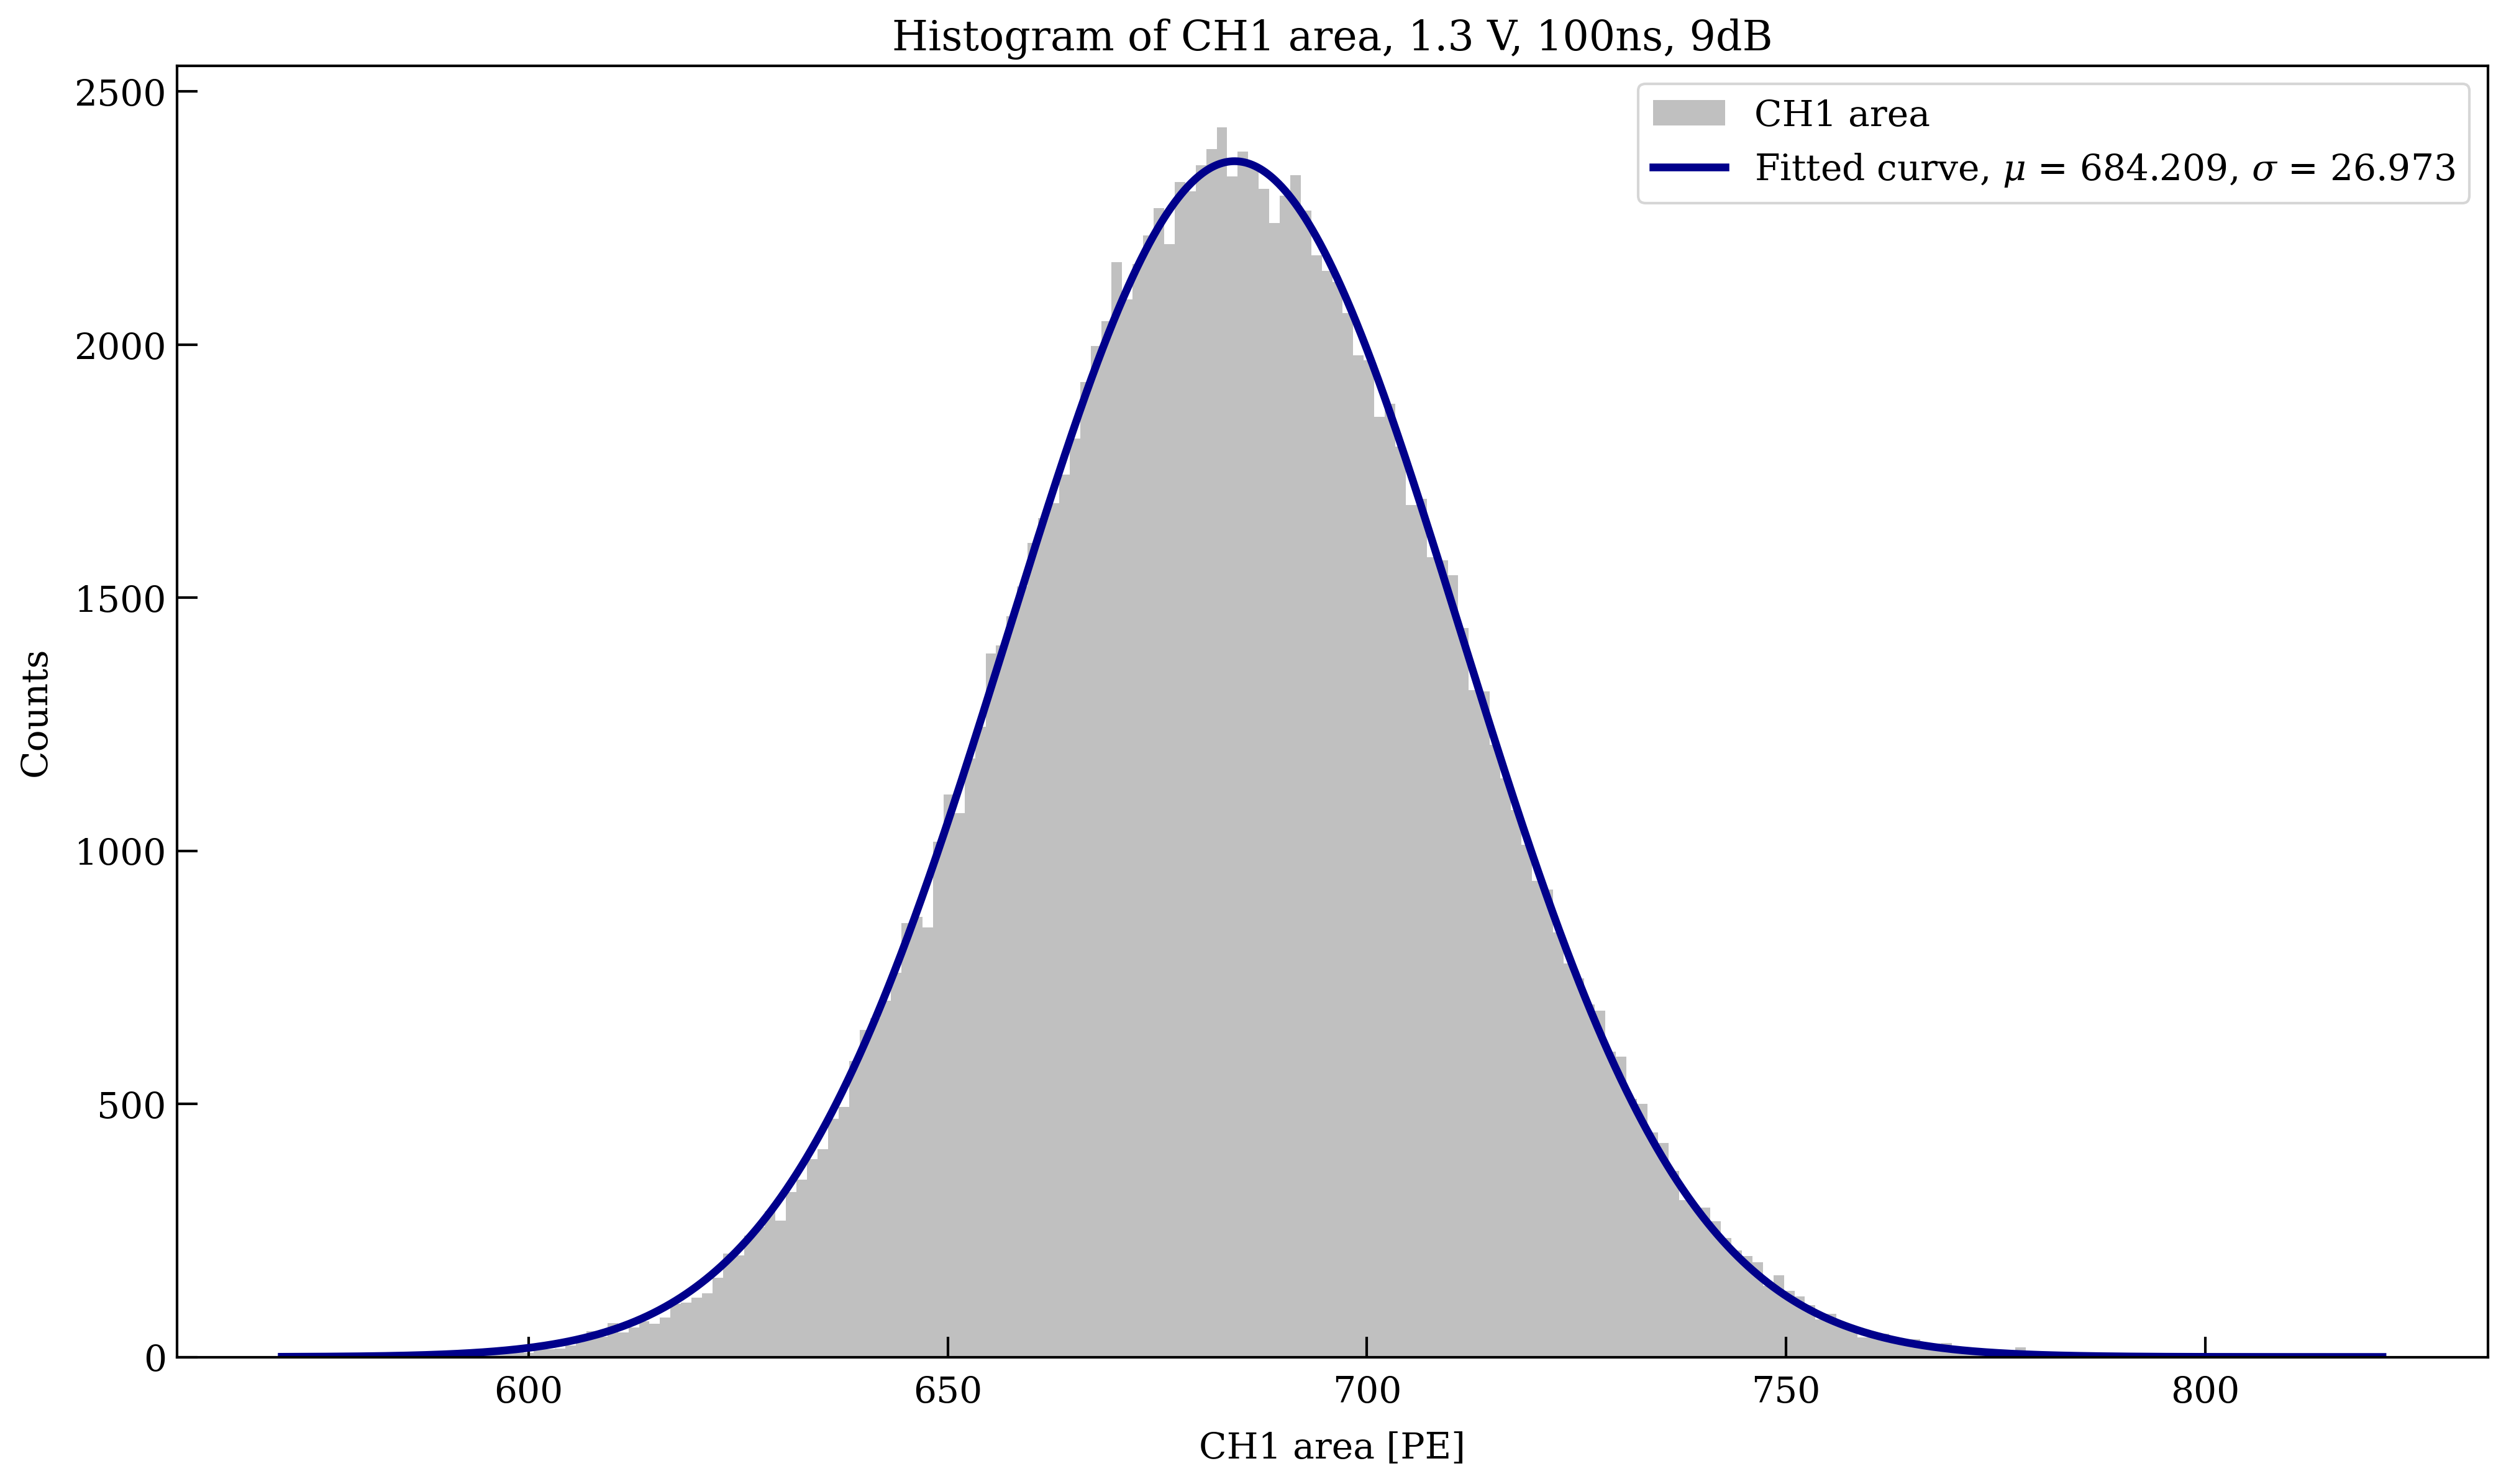 Histogram of CH1 area, 1.3 V, 100ns, 9dB
CH1 area
Fitted curve, μ = 684.209, σ = 26.973
2500
2000
1500
1000
500
0
Counts
600 650 700 750 800
CH1 area [PE]